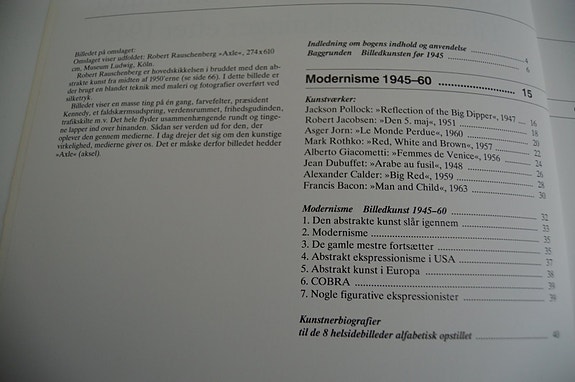 Billedet på omslaget:
Omslaget viser udfoldet: Robert Rauschenberg »Axle«, 274 x 610
cm. Museum Ludwig, Köln.
Robert Rauschenberg er hovedskikkelsen i bruddet med den ab-
strakte kunst fra midten af 1950'erne (se side 66). I dette billede er
der brugt en blandet teknik med maleri og fotografier overført ved
silketryk.
Billedet viser en masse ting på én gang, farvefelter, præsident
Kennedy, et faldskærmsudspring, verdensrummet, frihedsgudinden,
trafikskilte m.v. Det hele flyder usammenhængende rundt og tinge-
ne lapper ind over hinanden. Sådan ser verden ud for den, der
oplever den gennem medierne. I dag drejer det sig om den kunstige
virkelighed, medierne giver os. Det er måske derfor billedet hedder
»Axle« (aksel).
Indledning om bogens indhold og anvendelse ..... 4
Baggrunden Billedkunsten før 1945 ..... 6
Modernisme 1945–60 ..... 15
Kunstværker:
Jackson Pollock: »Reflection of the Big Dipper«, 1947 ... 16
Robert Jacobsen: »Den 5. maj«, 1951 ..... 18
Asger Jorn: »Le Monde Perdue«, 1960 ..... 20
Mark Rothko: »Red, White and Brown«, 1957 ..... 22
Alberto Giacometti: »Femmes de Venice«, 1956 ..... 24
Jean Dubuffet: »Arabe au fusil«, 1948 ..... 26
Alexander Calder: »Big Red«, 1959 ..... 28
Francis Bacon: »Man and Child«, 1963 ..... 30
Modernisme Billedkunst 1945–60 ..... 32
1. Den abstrakte kunst slår igennem ..... 33
2. Modernisme ..... 35
3. De gamle mestre fortsætter ..... 35
4. Abstrakt ekspressionisme i USA ..... 37
5. Abstrakt kunst i Europa ..... 38
6. COBRA ..... 39
7. Nogle figurative ekspressionister ..... 39
Kunstnerbiografier
til de 8 helsidebilleder alfabetisk opstillet ..... 40